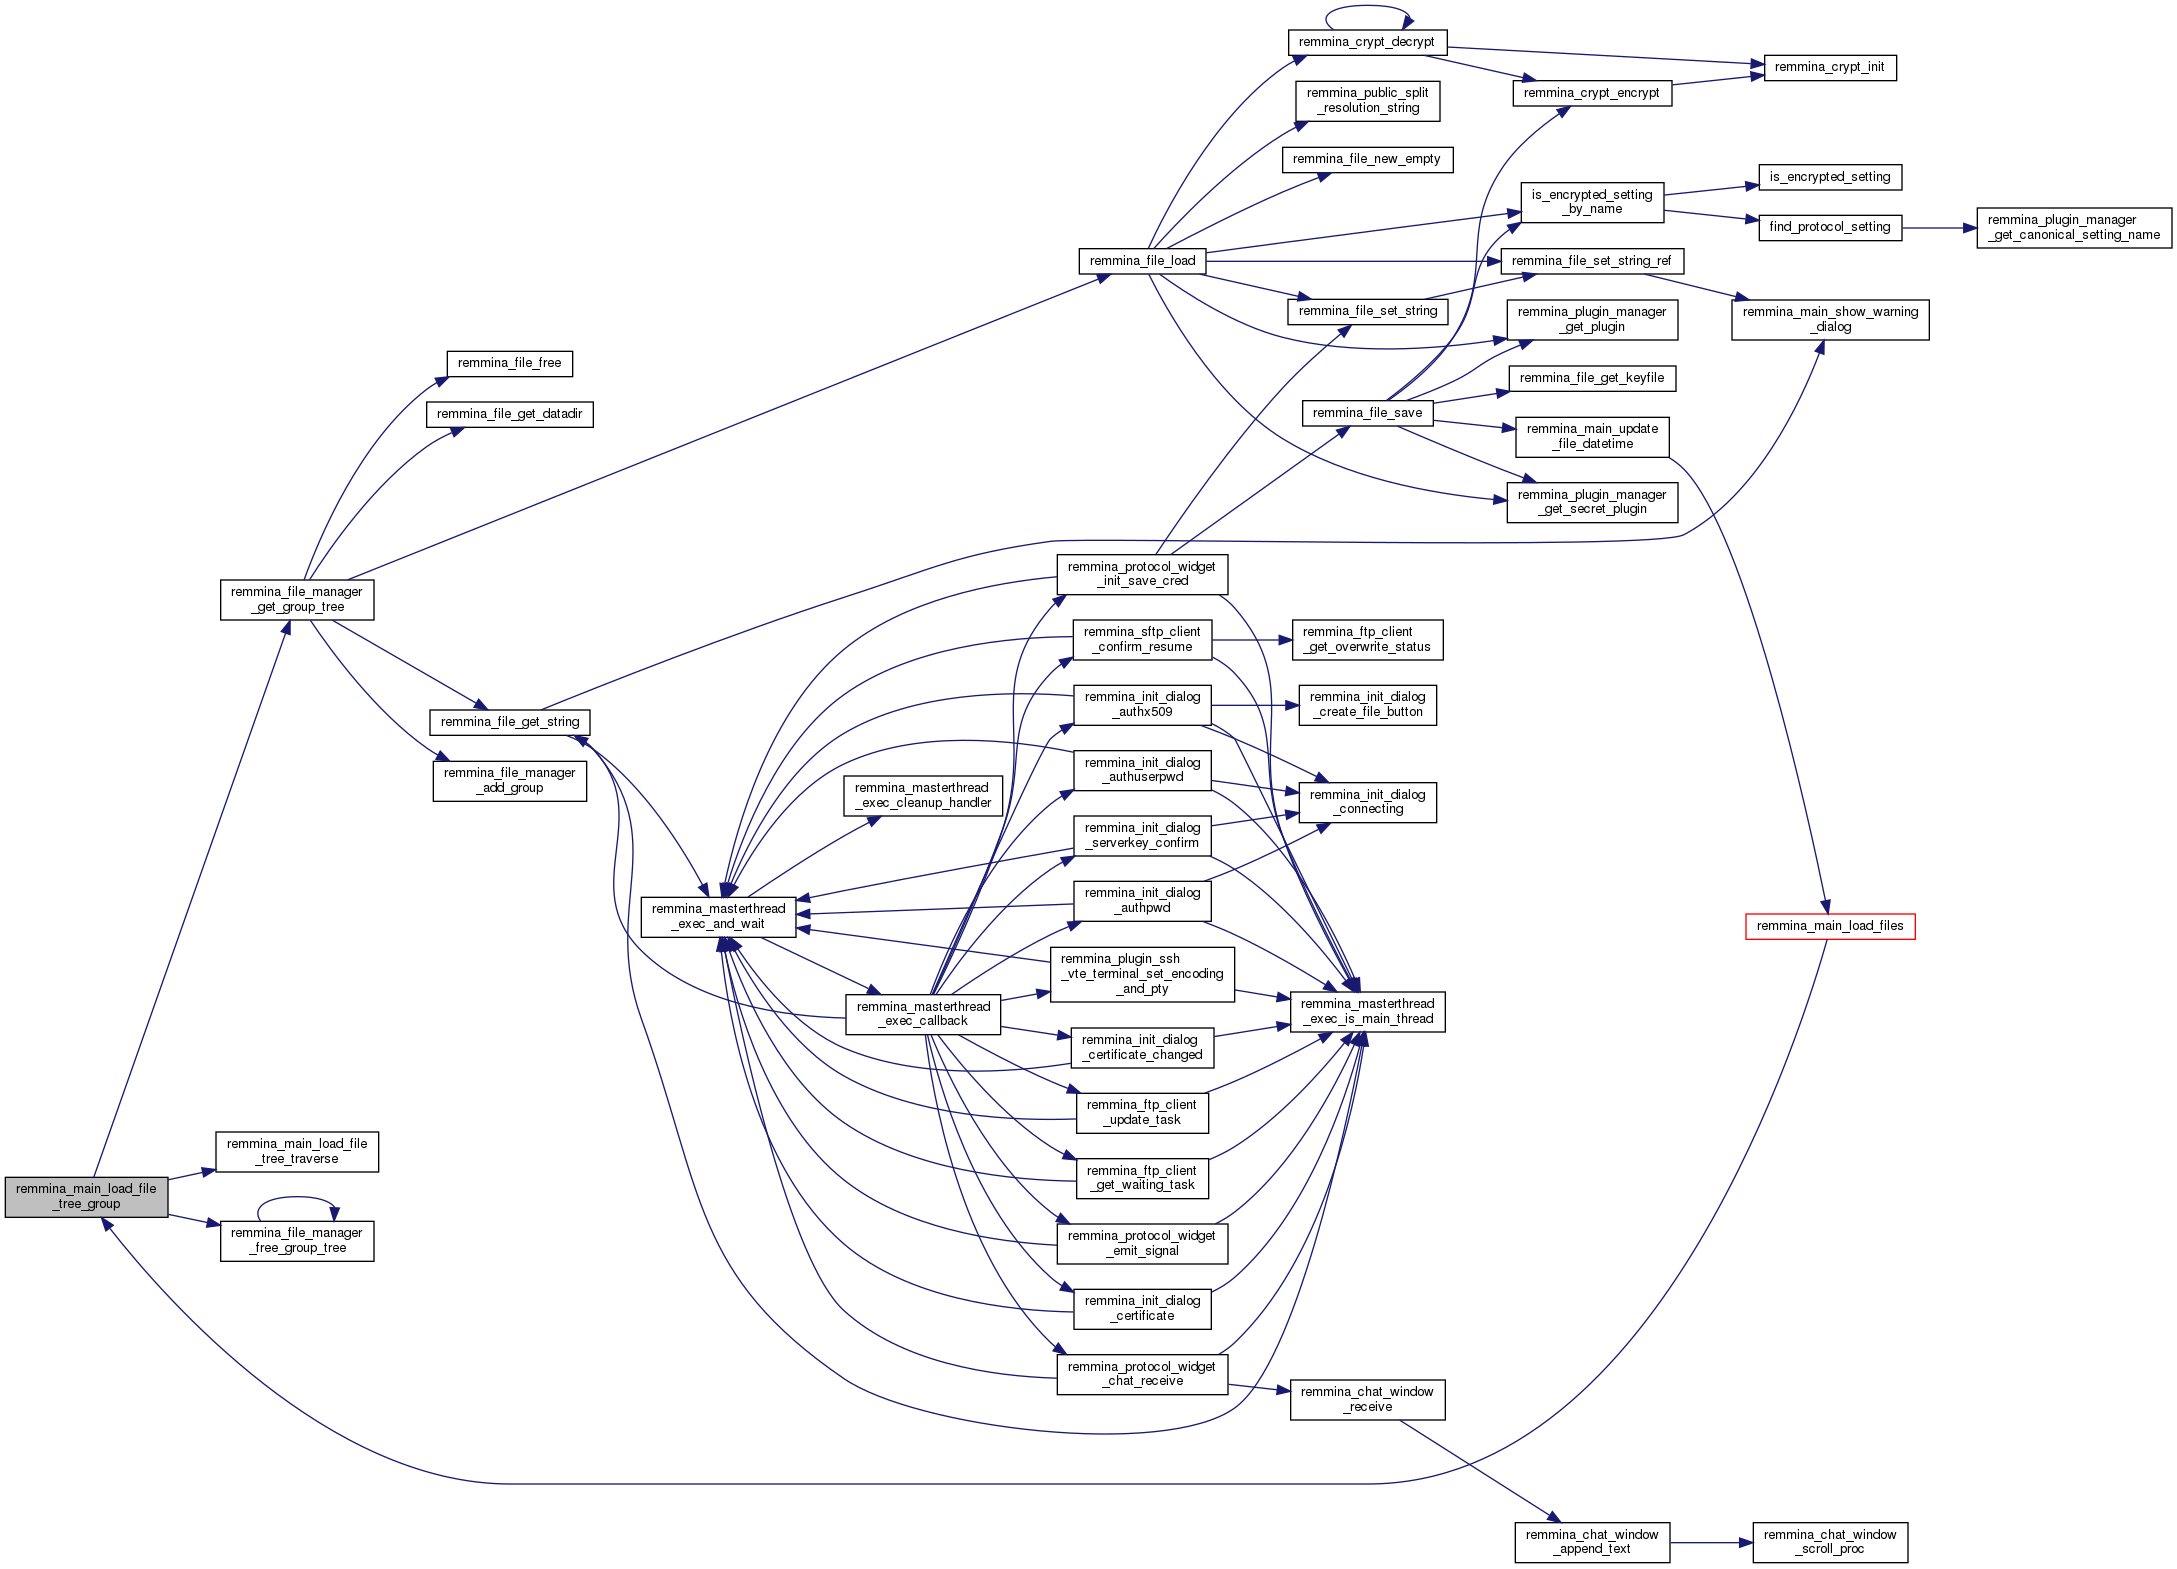 remmina_crypt_decrypt
remmina_crypt_init
remmina_crypt_encrypt
remmina_public_split
_resolution_string
remmina_file_new_empty
is_encrypted_setting
_by_name
is_encrypted_setting
find_protocol_setting
remmina_plugin_manager
_get_canonical_setting_name
remmina_file_load
remmina_file_set_string_ref
remmina_file_set_string
remmina_plugin_manager
_get_plugin
remmina_main_show_warning
_dialog
remmina_file_free
remmina_file_get_keyfile
remmina_file_get_datadir
remmina_file_save
remmina_main_update
_file_datetime
remmina_plugin_manager
_get_secret_plugin
remmina_protocol_widget
_init_save_cred
remmina_file_manager
_get_group_tree
remmina_sftp_client
_confirm_resume
remmina_ftp_client
_get_overwrite_status
remmina_init_dialog
_authx509
remmina_init_dialog
_create_file_button
remmina_file_get_string
remmina_file_manager
_add_group
remmina_init_dialog
_authuserpwd
remmina_masterthread
_exec_cleanup_handler
remmina_init_dialog
_connecting
remmina_init_dialog
_serverkey_confirm
remmina_init_dialog
_authpwd
remmina_masterthread
_exec_and_wait
remmina_main_load_files
remmina_plugin_ssh
_vte_terminal_set_encoding
_and_pty
remmina_masterthread
_exec_callback
remmina_masterthread
_exec_is_main_thread
remmina_init_dialog
_certificate_changed
remmina_ftp_client
_update_task
remmina_main_load_file
_tree_traverse
remmina_ftp_client
_get_waiting_task
remmina_main_load_file
_tree_group
remmina_file_manager
_free_group_tree
remmina_protocol_widget
_emit_signal
remmina_init_dialog
_certificate
remmina_protocol_widget
_chat_receive
remmina_chat_window
_receive
remmina_chat_window
_append_text
remmina_chat_window
_scroll_proc